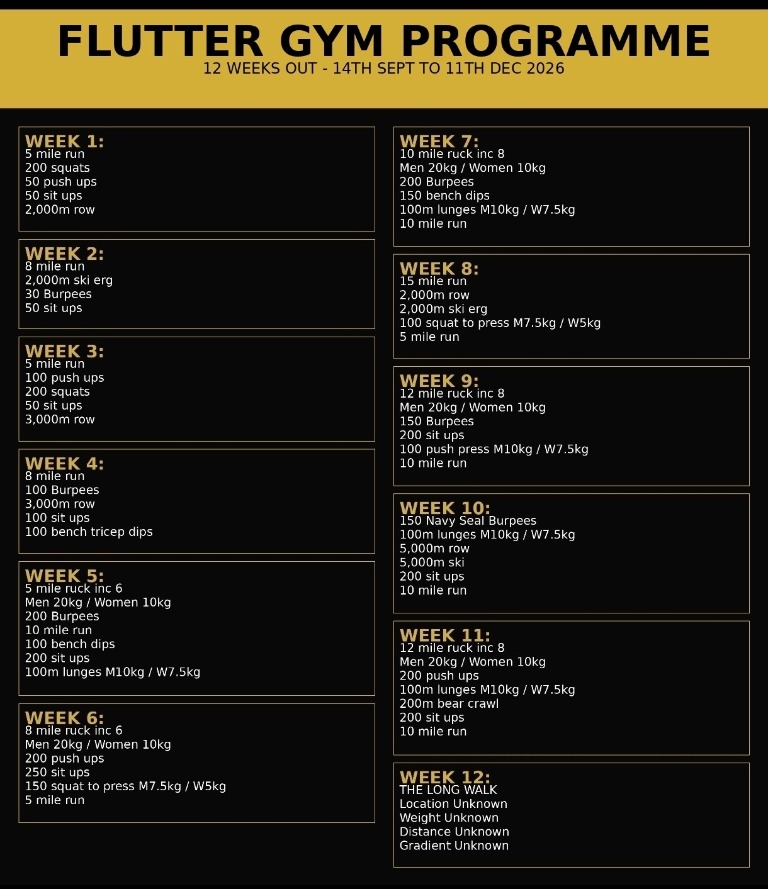 FLUTTER GYM PROGRAMME
12 WEEKS OUT - 14TH SEPT TO 11TH DEC 2026
WEEK 1:
5 mile run
200 squats
50 push ups
50 sit ups
2,000m row
WEEK 2:
8 mile run
2,000m ski erg
30 Burpees
50 sit ups
WEEK 3:
5 mile run
100 push ups
200 squats
50 sit ups
3,000m row
WEEK 4:
8 mile run
100 Burpees
3,000m row
100 sit ups
100 bench tricep dips
WEEK 5:
5 mile ruck inc 6
Men 20kg / Women 10kg
200 Burpees
10 mile run
100 bench dips
200 sit ups
100m lunges M10kg / W7.5kg
WEEK 6:
8 mile ruck inc 6
Men 20kg / Women 10kg
200 push ups
250 sit ups
150 squat to press M7.5kg / W5kg
5 mile run
WEEK 7:
10 mile ruck inc 8
Men 20kg / Women 10kg
200 Burpees
150 bench dips
100m lunges M10kg / W7.5kg
10 mile run
WEEK 8:
15 mile run
2,000m row
2,000m ski erg
100 squat to press M7.5kg / W5kg
5 mile run
WEEK 9:
12 mile ruck inc 8
Men 20kg / Women 10kg
150 Burpees
200 sit ups
100 push press M10kg / W7.5kg
10 mile run
WEEK 10:
150 Navy Seal Burpees
100m lunges M10kg / W7.5kg
5,000m row
5,000m ski
200 sit ups
10 mile run
WEEK 11:
12 mile ruck inc 8
Men 20kg / Women 10kg
200 push ups
100m lunges M10kg / W7.5kg
200m bear crawl
200 sit ups
10 mile run
WEEK 12:
THE LONG WALK
Location Unknown
Weight Unknown
Distance Unknown
Gradient Unknown